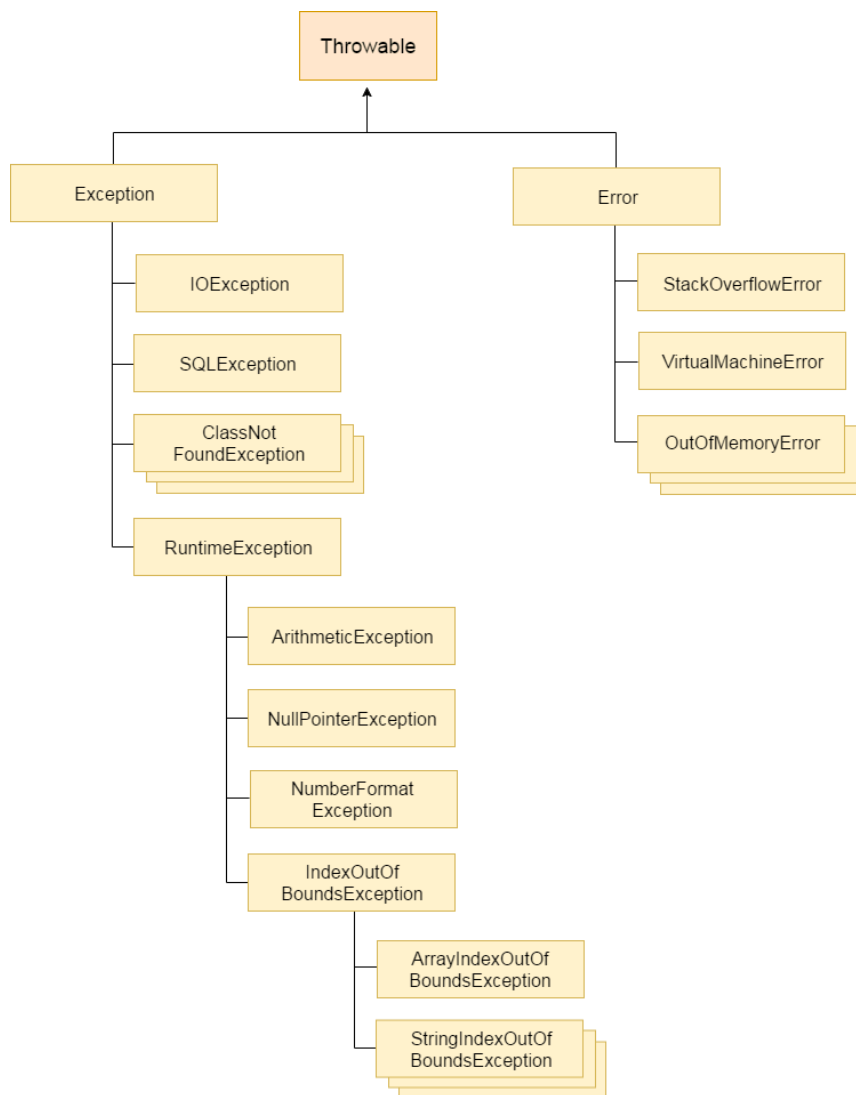 Throwable
Exception
Error
IOException
StackOverflowError
SQLException
VirtualMachineError
ClassNot
FoundException
OutOfMemoryError
RuntimeException
ArithmeticException
NullPointerException
NumberFormat
Exception
IndexOutOf
BoundsException
ArrayIndexOutOf
BoundsException
StringIndexOutOf
BoundsException